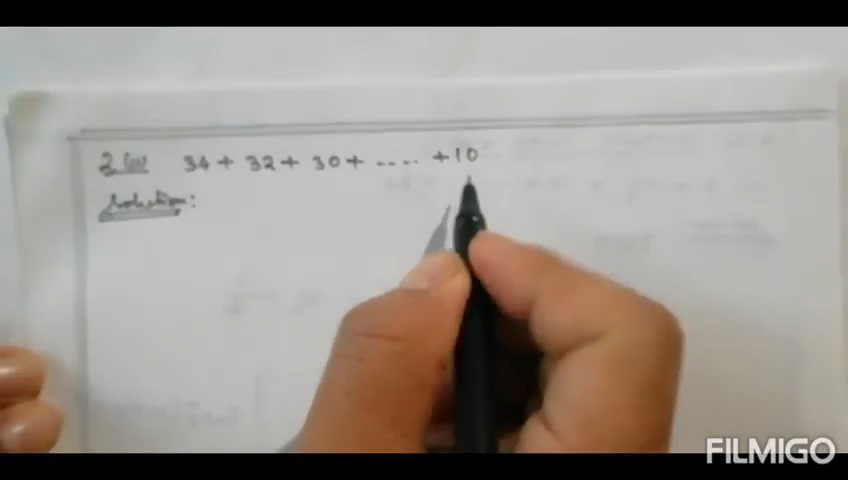 2 (ii) 34 + 32 + 30 + .... + 10
Solution:
FILMIGO